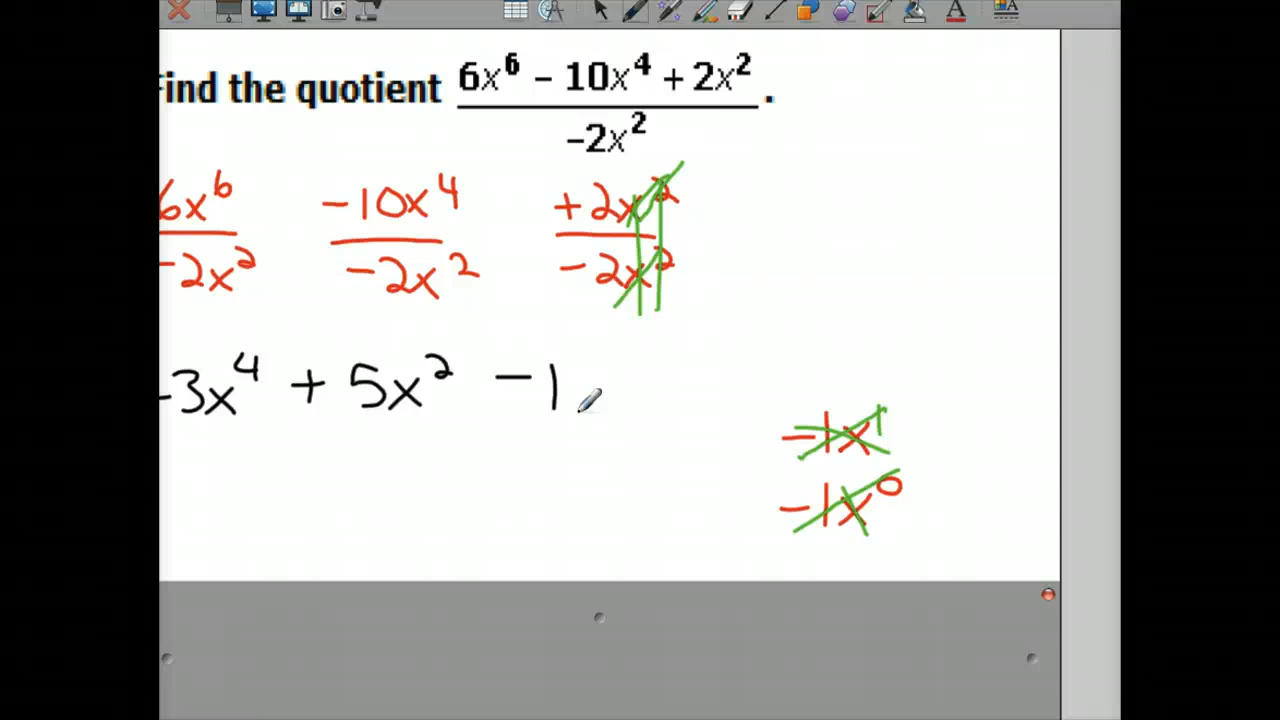 Find the quotient 6x⁶ − 10x⁴ + 2x² / −2x² .
6x⁶ / −2x² −10x⁴ / −2x² +2x² / −2x²
-3x⁴ + 5x² − 1
−1x¹
−1x⁰